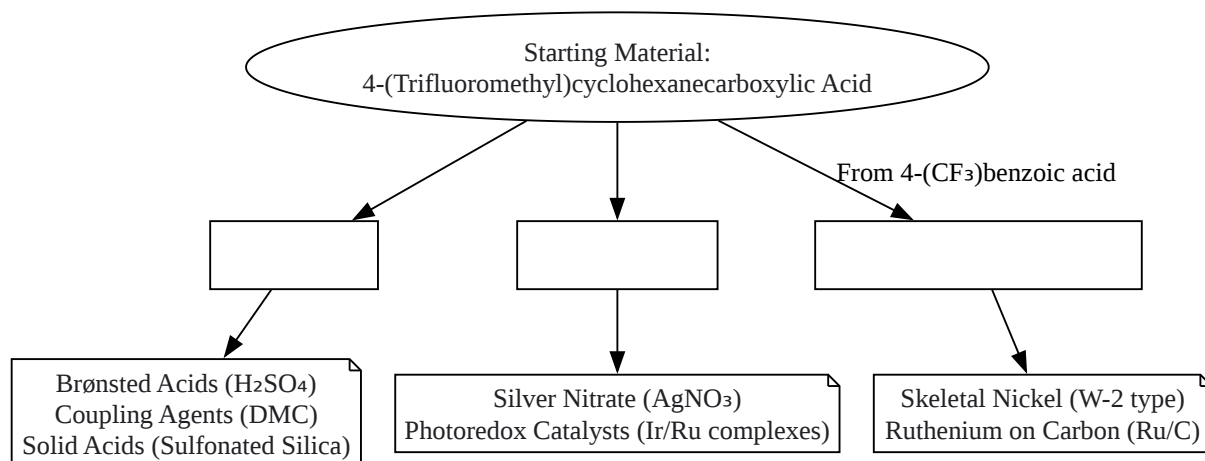 Starting Material:
4-(Trifluoromethyl)cyclohexanecarboxylic Acid
From 4-(CF₃)benzoic acid
Brønsted Acids (H₂SO₄)
Coupling Agents (DMC)
Solid Acids (Sulfonated Silica)
Silver Nitrate (AgNO₃)
Photoredox Catalysts (Ir/Ru complexes)
Skeletal Nickel (W-2 type)
Ruthenium on Carbon (Ru/C)